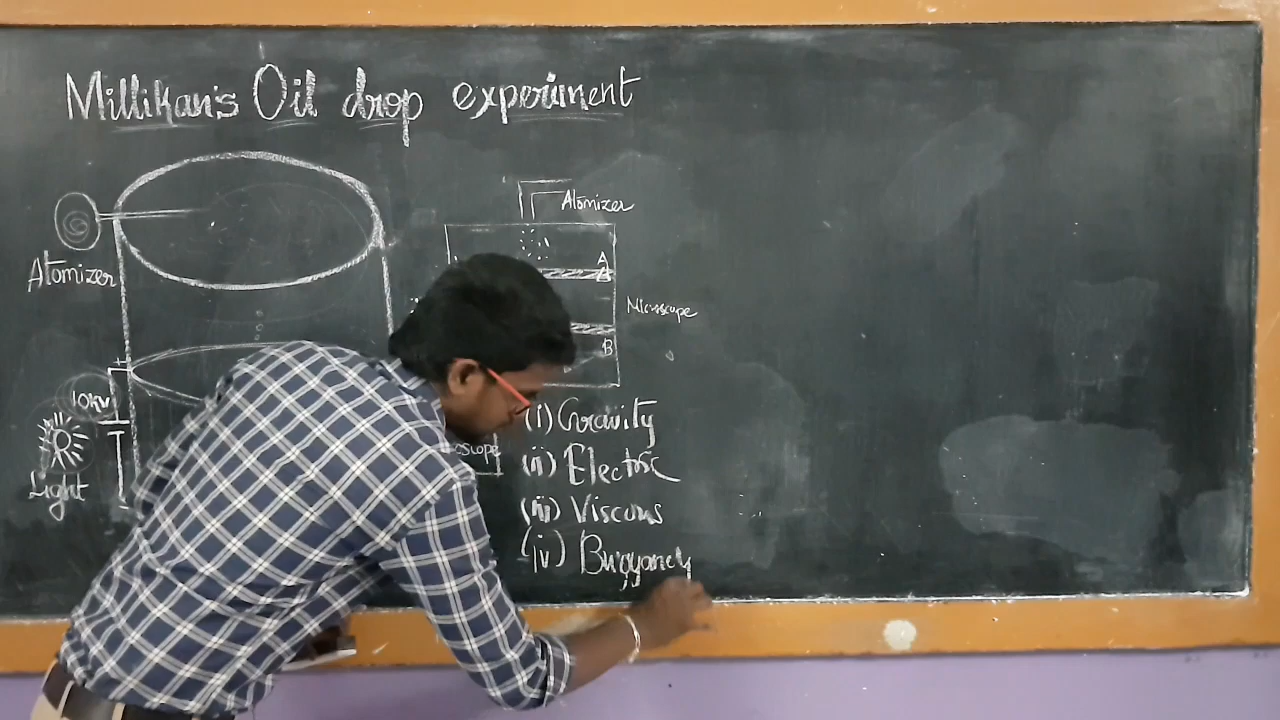 Millikan's Oil drop experiment
Atomizer
Atomizer
A
Microscope
B
10kv
Light
(i) Gravity
(ii) Electric
(iii) Viscous
(iv) Buoyancy